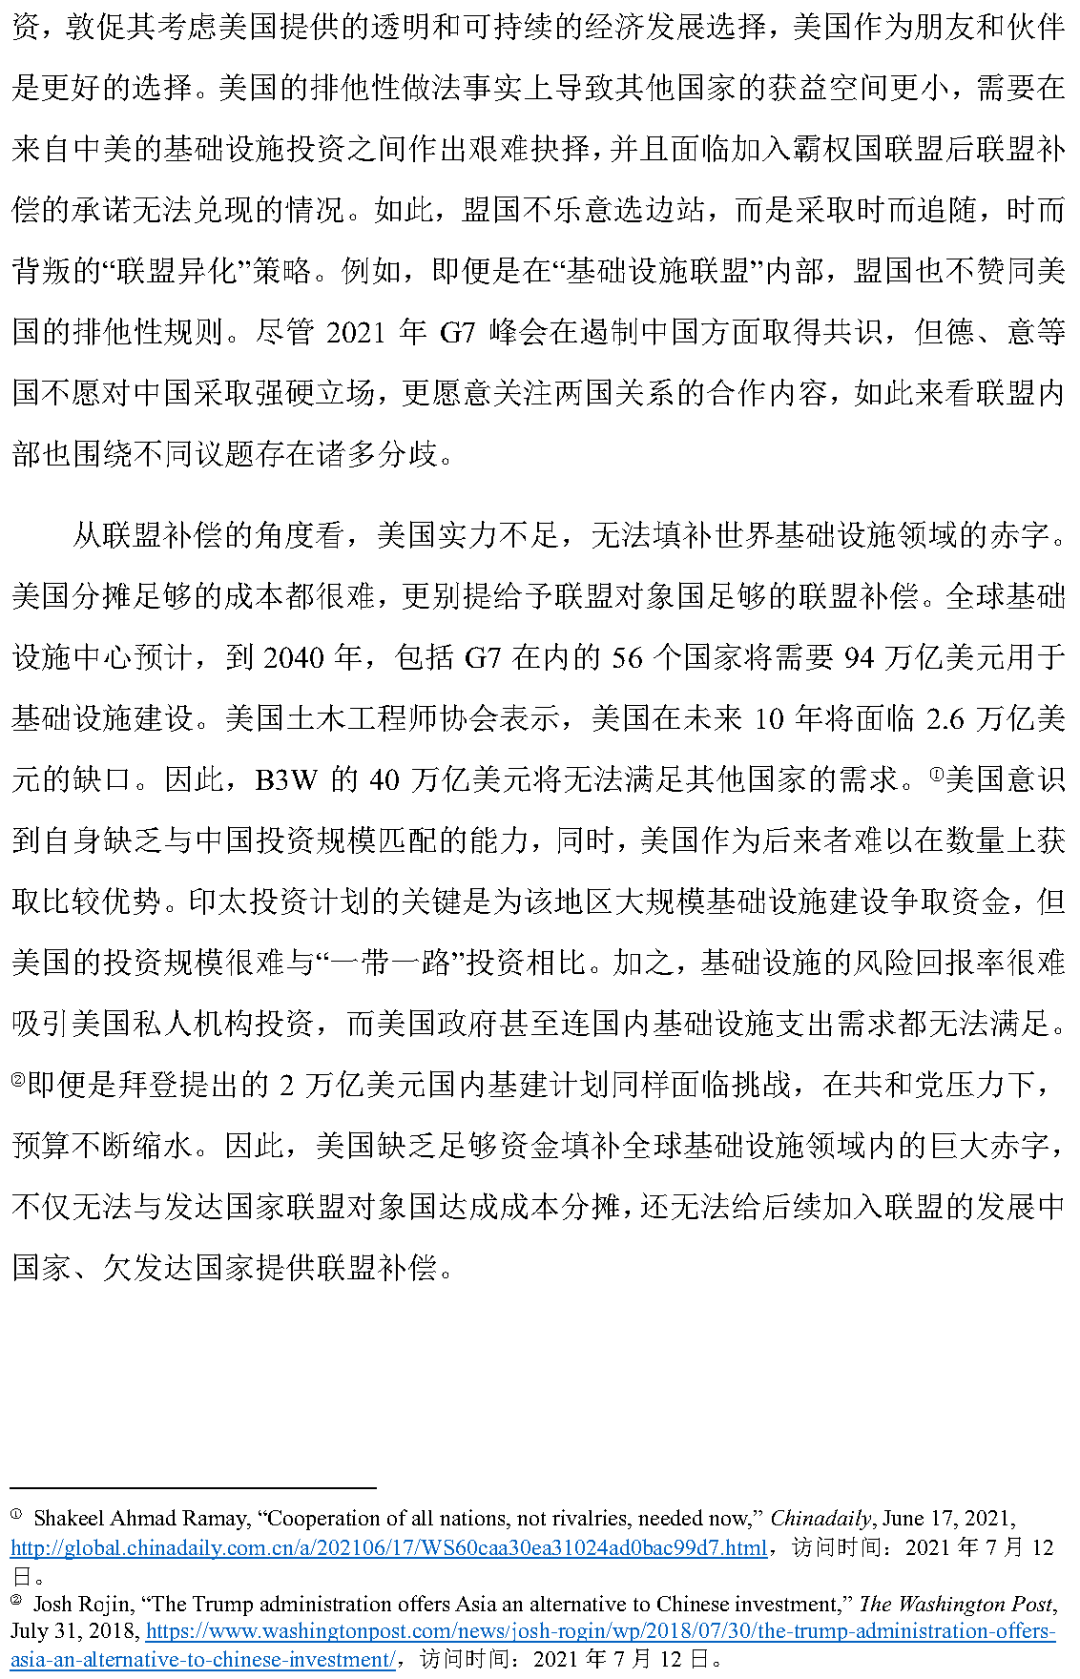 资，敦促其考虑美国提供的透明和可持续的经济发展选择，美国作为朋友和伙伴
是更好的选择。美国的排他性做法事实上导致其他国家的获益空间更小，需要在
来自中美的基础设施投资之间作出艰难抉择，并且面临加入霸权国联盟后联盟补
偿的承诺无法兑现的情况。如此，盟国不乐意选边站，而是采取时而追随，时而
背叛的“联盟异化”策略。例如，即便是在“基础设施联盟”内部，盟国也不赞同美
国的排他性规则。尽管 2021 年 G7 峰会在遏制中国方面取得共识，但德、意等
国不愿对中国采取强硬立场，更愿意关注两国关系的合作内容，如此来看联盟内
部也围绕不同议题存在诸多分歧。
从联盟补偿的角度看，美国实力不足，无法填补世界基础设施领域的赤字。
美国分摊足够的成本都很难，更别提给予联盟对象国足够的联盟补偿。全球基础
设施中心预计，到 2040 年，包括 G7 在内的 56 个国家将需要 94 万亿美元用于
基础设施建设。美国土木工程师协会表示，美国在未来 10 年将面临 2.6 万亿美
元的缺口。因此，B3W 的 40 万亿美元将无法满足其他国家的需求。①美国意识
到自身缺乏与中国投资规模匹配的能力，同时，美国作为后来者难以在数量上获
取比较优势。印太投资计划的关键是为该地区大规模基础设施建设争取资金，但
美国的投资规模很难与“一带一路”投资相比。加之，基础设施的风险回报率很难
吸引美国私人机构投资，而美国政府甚至连国内基础设施支出需求都无法满足。
②即便是拜登提出的 2 万亿美元国内基建计划同样面临挑战，在共和党压力下，
预算不断缩水。因此，美国缺乏足够资金填补全球基础设施领域内的巨大赤字，
不仅无法与发达国家联盟对象国达成成本分摊，还无法给后续加入联盟的发展中
国家、欠发达国家提供联盟补偿。
① Shakeel Ahmad Ramay, “Cooperation of all nations, not rivalries, needed now,” Chinadaily, June 17, 2021,
http://global.chinadaily.com.cn/a/202106/17/WS60caa30ea31024ad0bac99d7.html，访问时间：2021 年 7 月 12
日。
② Josh Rojin, “The Trump administration offers Asia an alternative to Chinese investment,” The Washington Post,
July 31, 2018, https://www.washingtonpost.com/news/josh-rogin/wp/2018/07/30/the-trump-administration-offers-
asia-an-alternative-to-chinese-investment/，访问时间：2021 年 7 月 12 日。